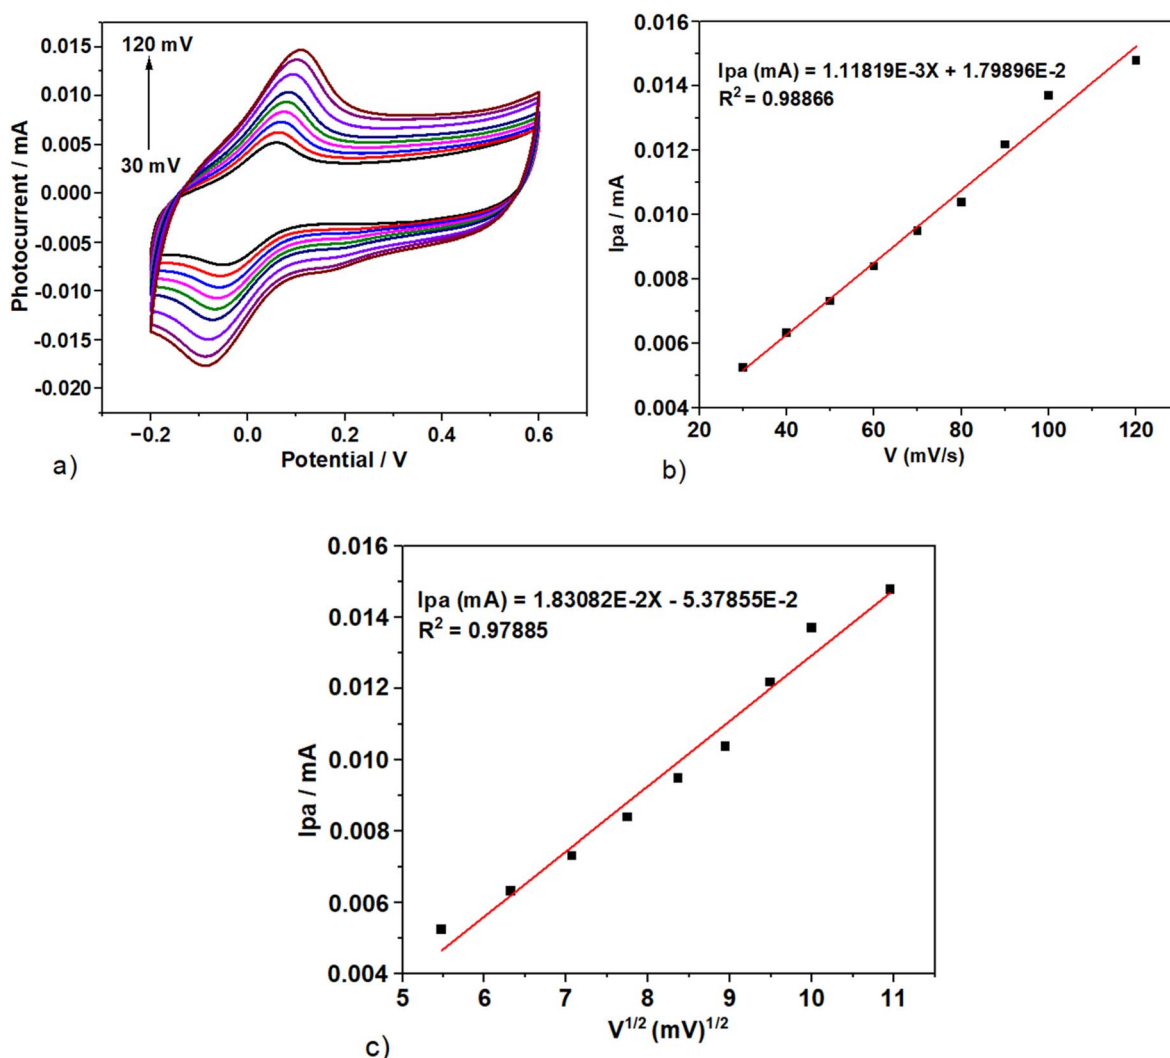 0.015
0.010
0.005
0.000
-0.005
-0.010
-0.015
-0.020
Photocurrent / mA
120 mV
30 mV
−0.2
0.0
0.2
0.4
0.6
Potential / V
a)
0.016
0.014
0.012
0.010
0.008
0.006
0.004
Ipa / mA
Ipa (mA) = 1.11819E-3X + 1.79896E-2
R² = 0.98866
20
40
60
80
100
120
V (mV/s)
b)
0.016
0.014
0.012
0.010
0.008
0.006
0.004
Ipa / mA
Ipa (mA) = 1.83082E-2X - 5.37855E-2
R² = 0.97885
5
6
7
8
9
10
11
V¹/² (mV)¹/²
c)